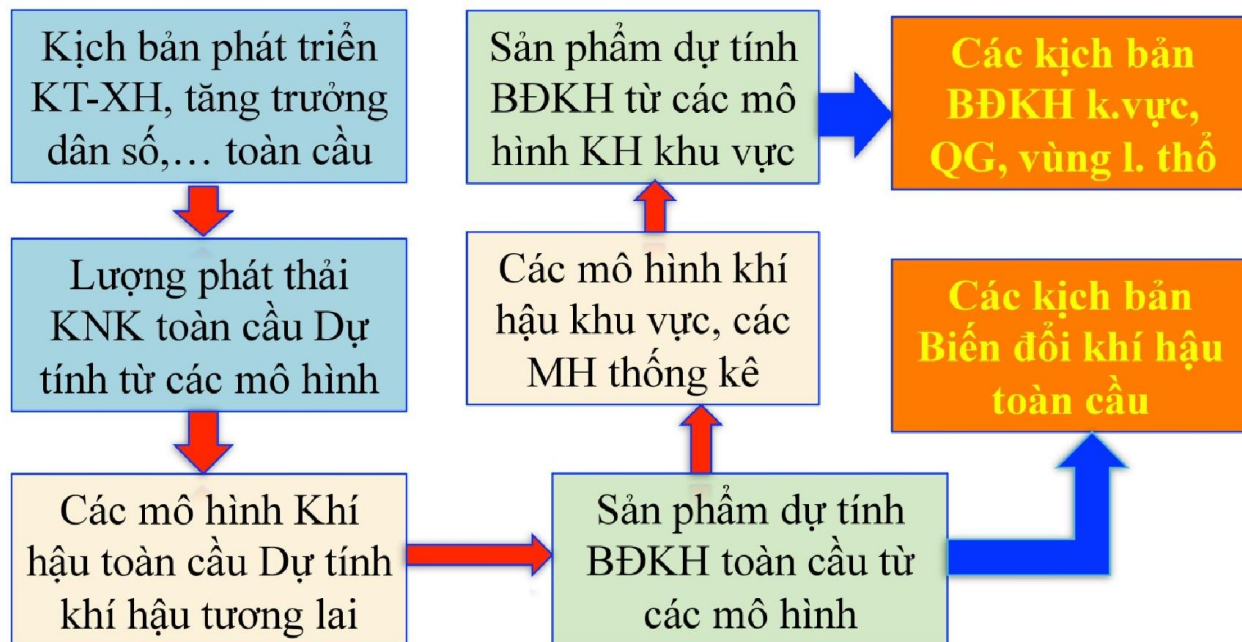 Kịch bản phát triển
KT-XH, tăng trưởng
dân số,… toàn cầu
Lượng phát thải
KNK toàn cầu Dự
tính từ các mô hình
Các mô hình Khí
hậu toàn cầu Dự tính
khí hậu tương lai
Sản phẩm dự tính
BĐKH toàn cầu từ
các mô hình
Các mô hình khí
hậu khu vực, các
MH thống kê
Sản phẩm dự tính
BĐKH từ các mô
hình KH khu vực
Các kịch bản
BĐKH k.vực,
QG, vùng l. thổ
Các kịch bản
Biến đổi khí hậu
toàn cầu